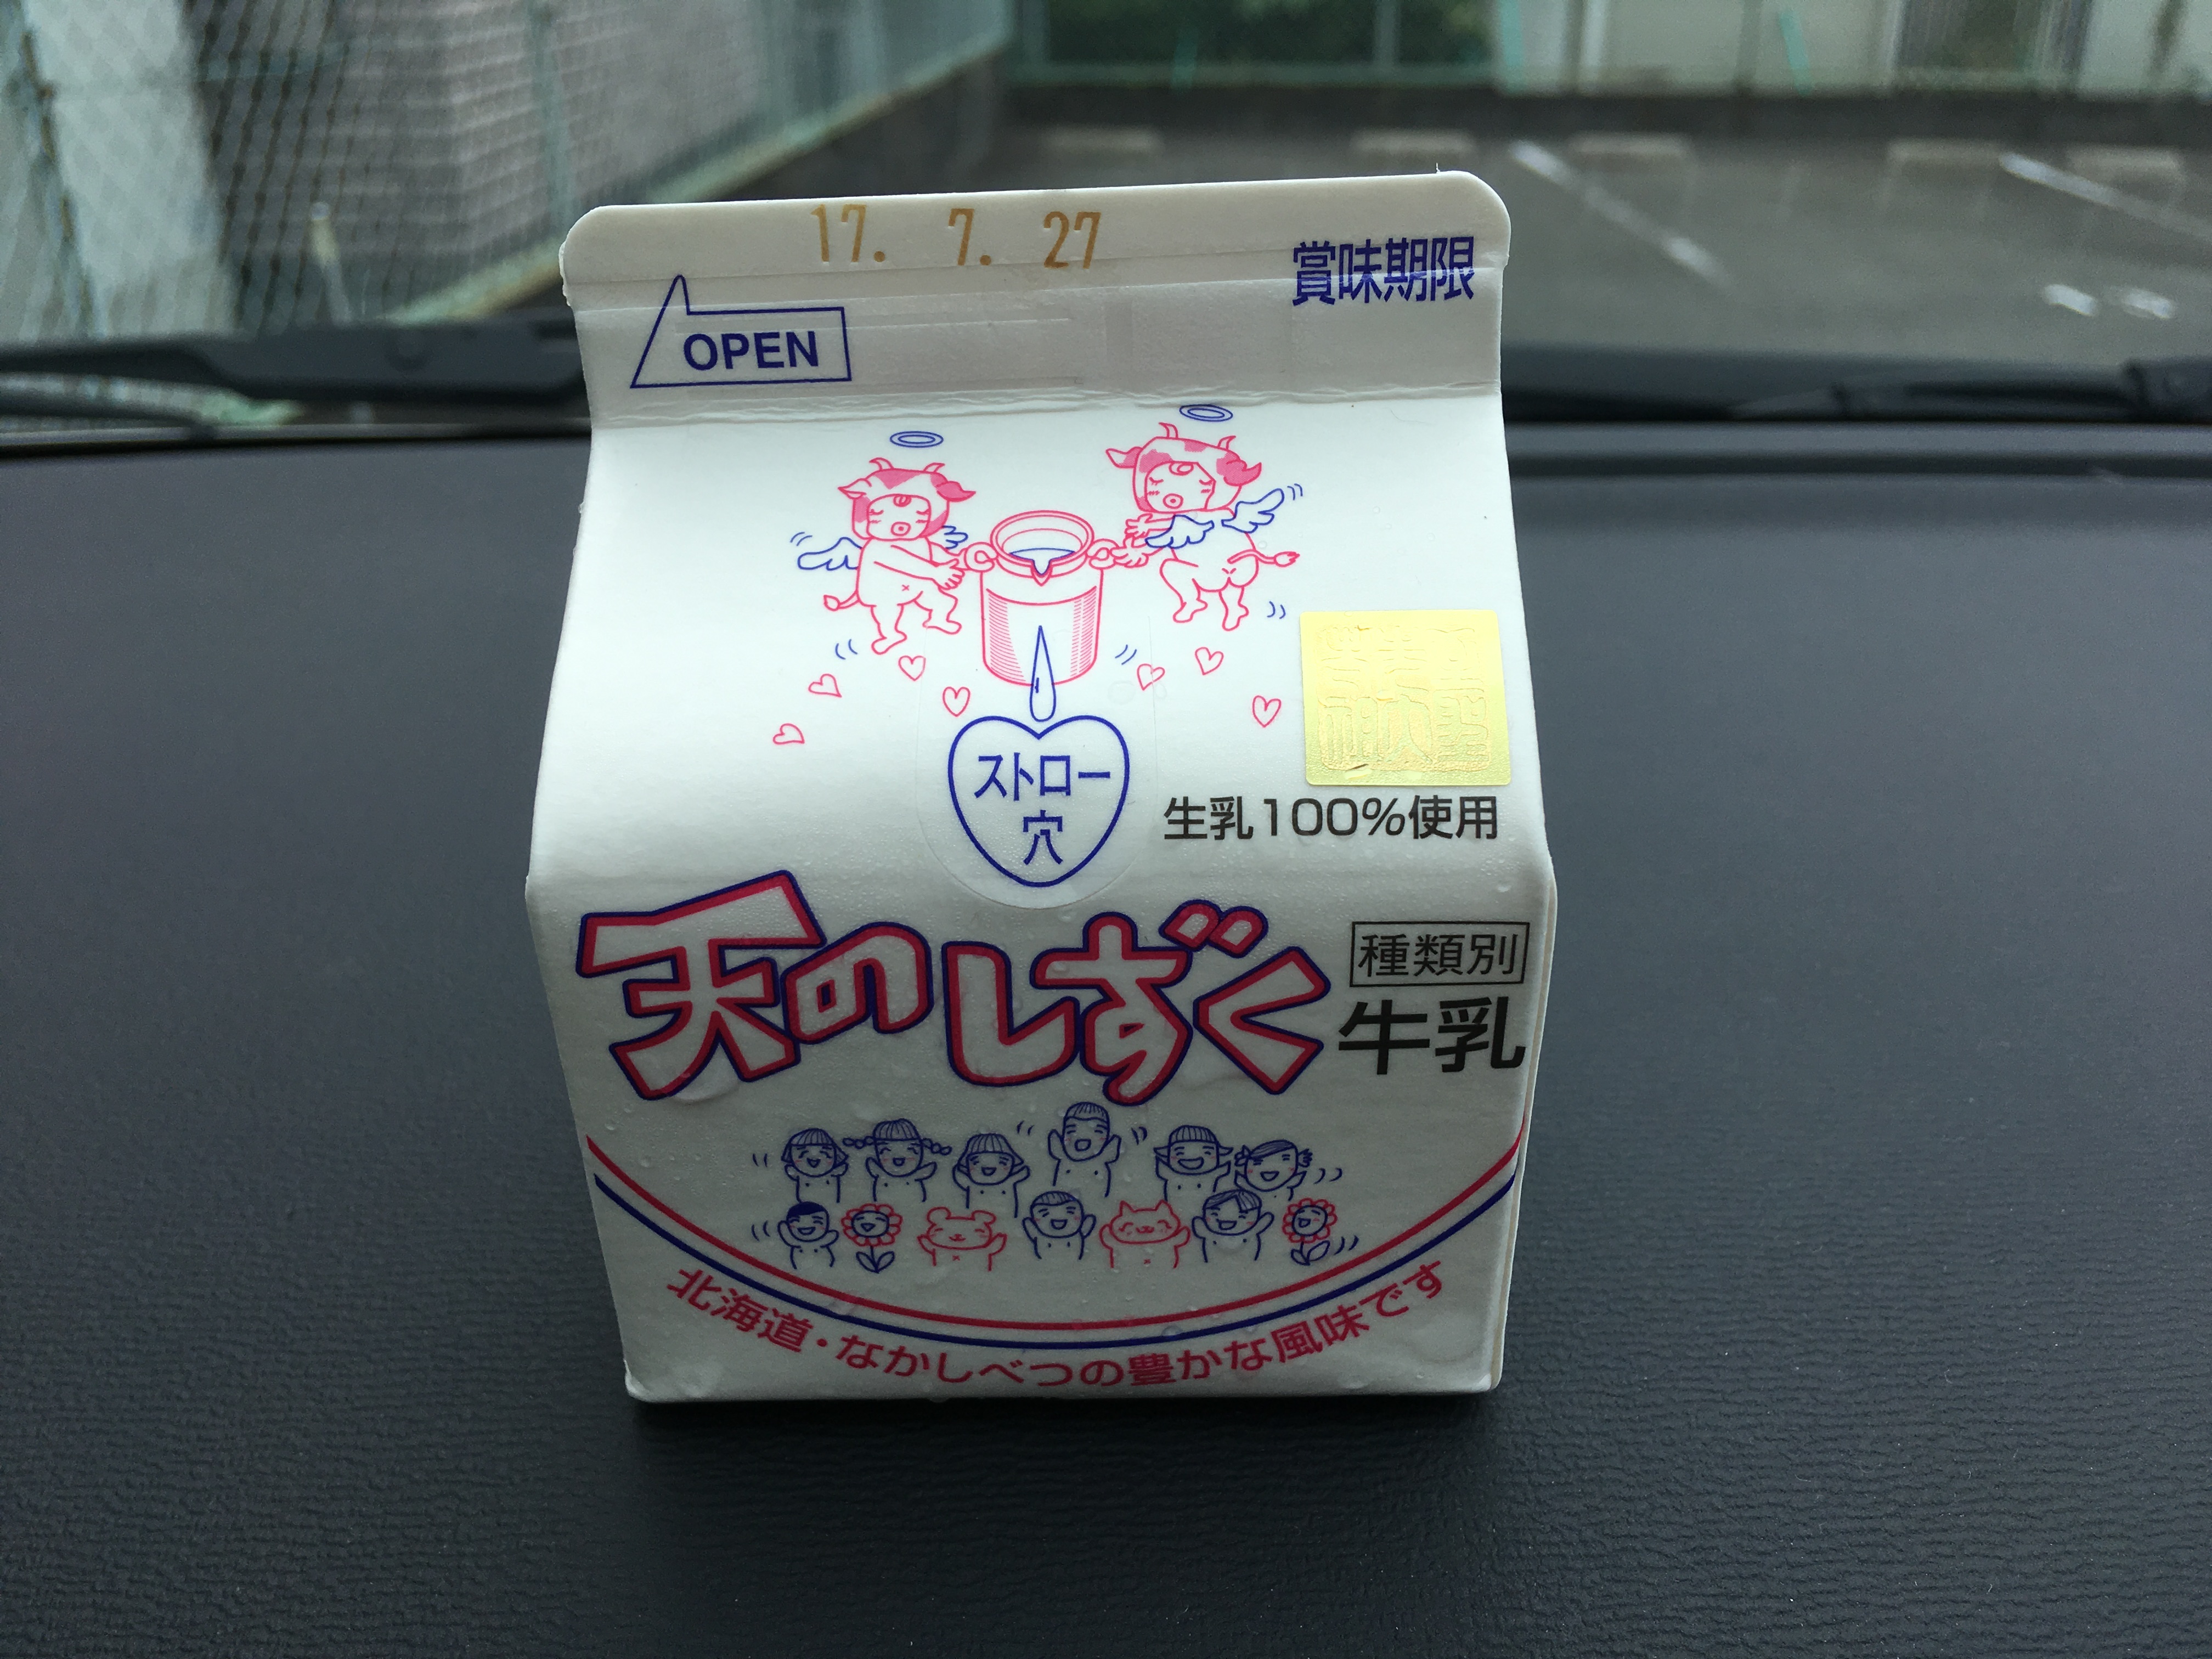 17. 7. 27
賞味期限
OPEN
ストロー
穴
生乳100%使用
天のしずく
種類別
牛乳
北海道・なかしべつの豊かな風味です